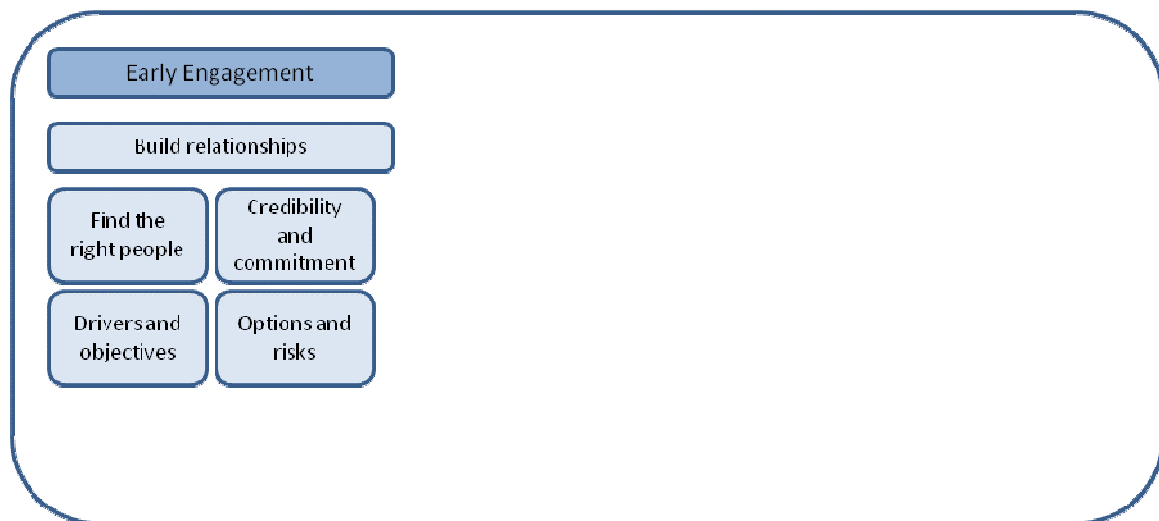 Early Engagement
Build relationships
Find the
right people
Credibility
and
commitment
Drivers and
objectives
Options and
risks